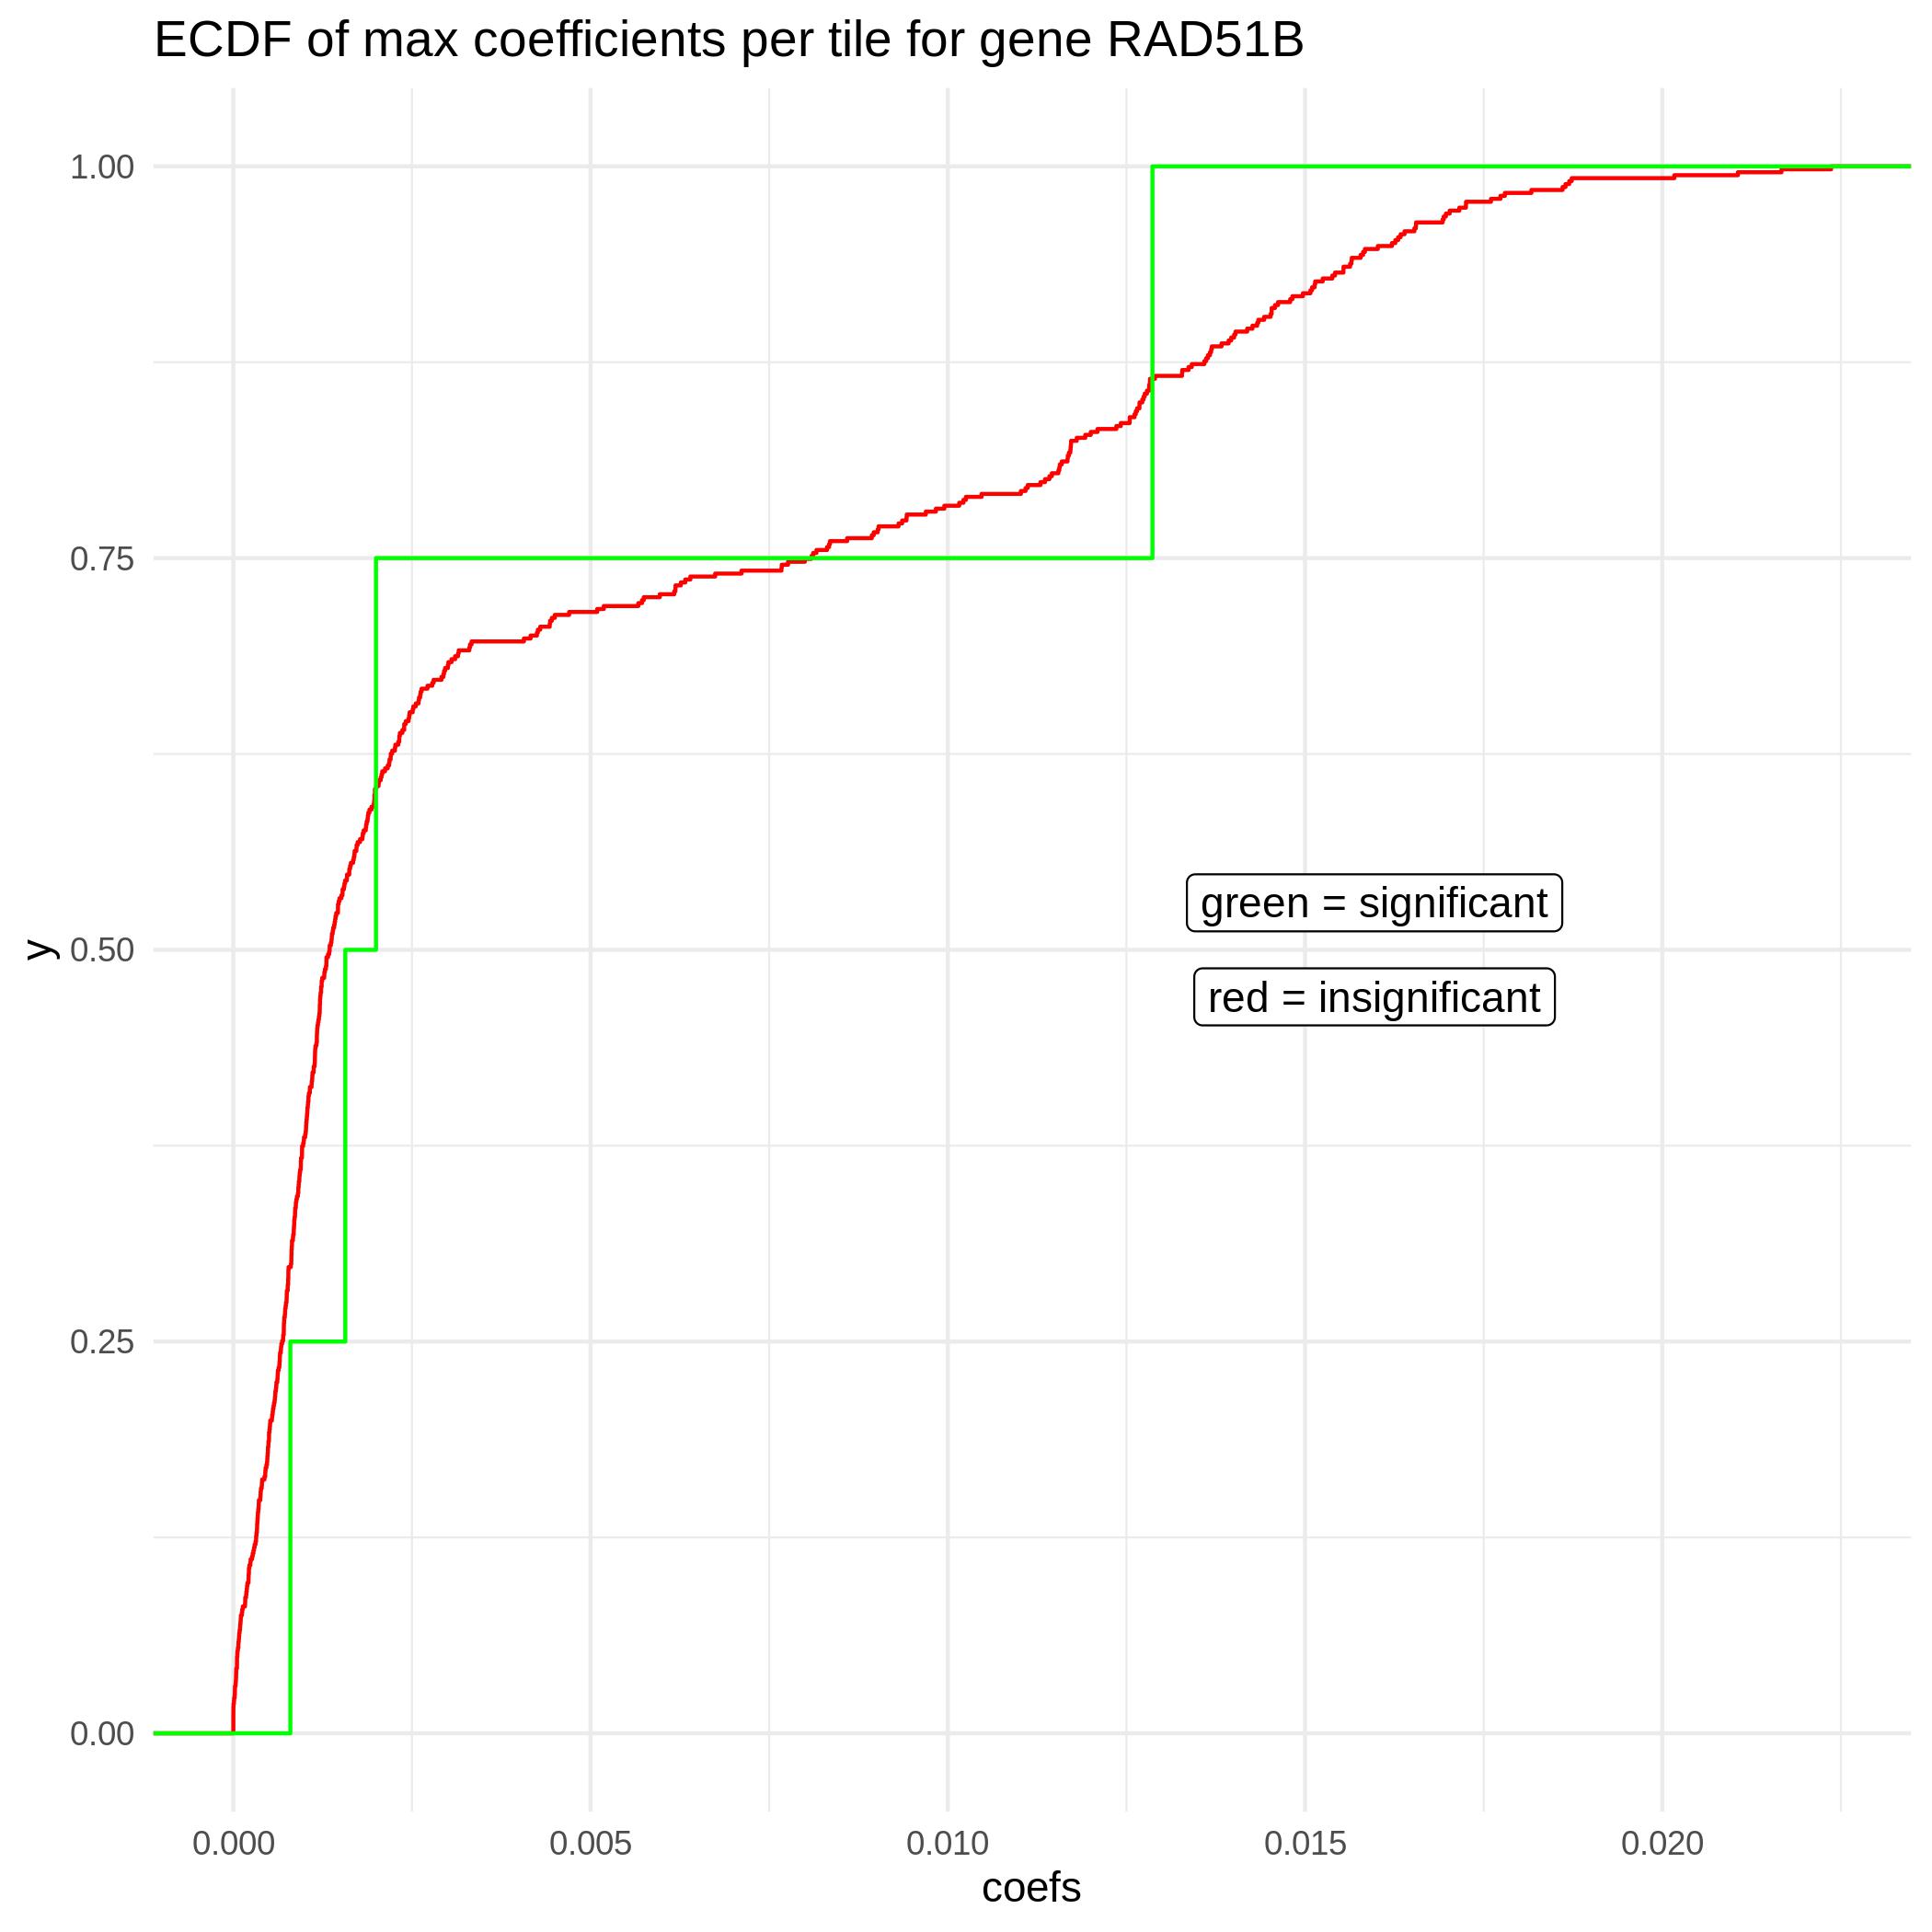 ECDF of max coefficients per tile for gene RAD51B
1.00
0.75
0.50
0.25
0.00
y
green = significant
red = insignificant
0.000 0.005 0.010 0.015 0.020
coefs